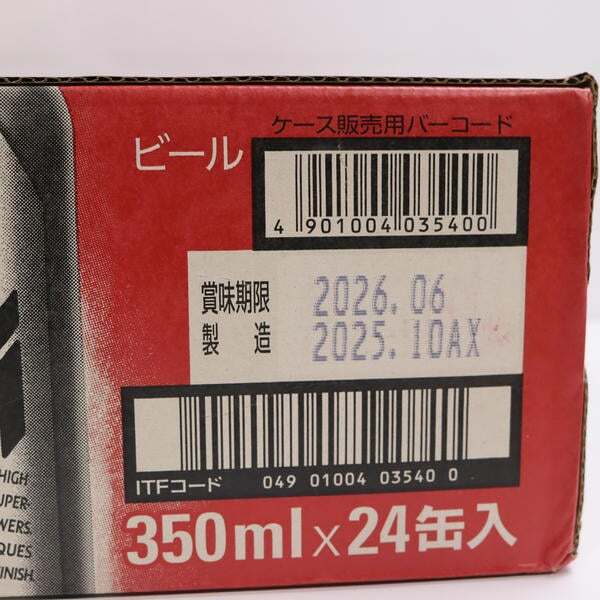 ケース販売用バーコード
ビール
4 901004 035400
賞味期限 2026.06
製造 2025.10AX
ITFコード 049 01004 03540 0
350ml×24缶入
HIGH
UPER-
WERS.
QUES
FINISH.